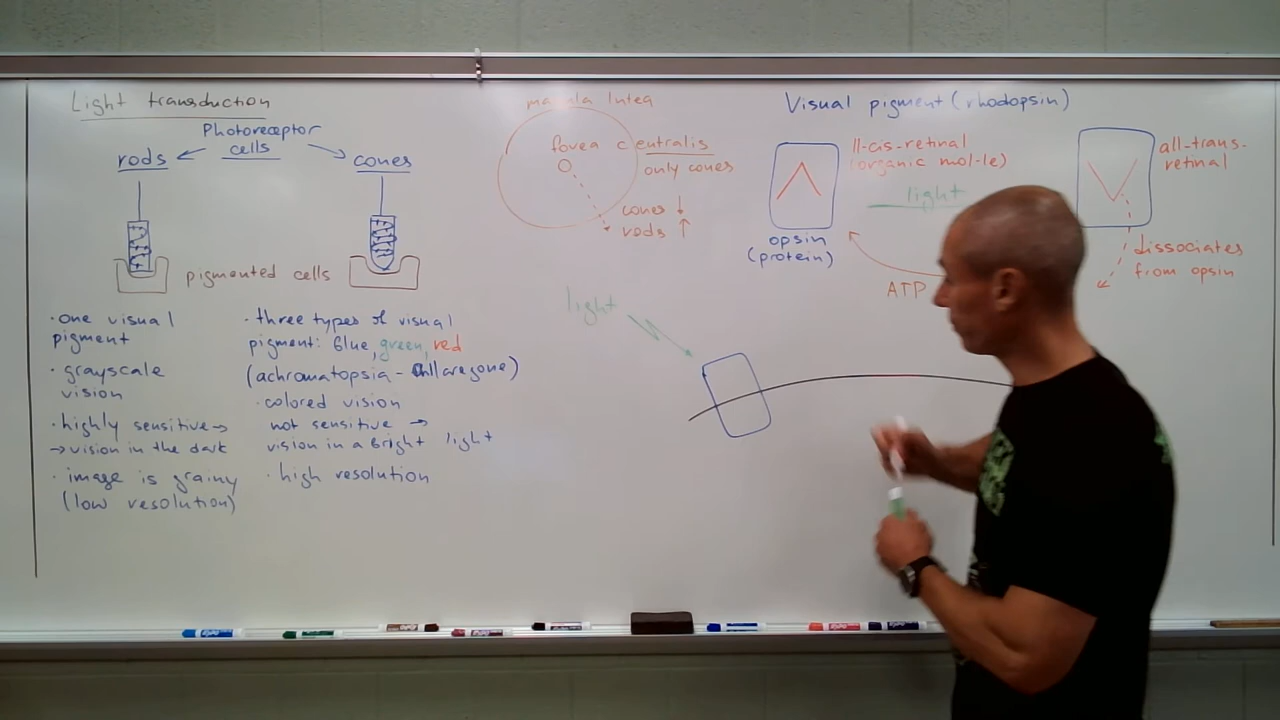 Light transduction
Photoreceptor
cells
rods
cones
pigmented cells
· one visual
pigment
· grayscale
vision
· highly sensitive →
→ vision in the dark
· image is grainy
(low resolution)
· three types of visual
pigment: blue, green, red
(achromatopsia -
· colored vision
not sensitive →
vision in a bright light
· high resolution
macula lutea
fovea centralis
only cones
cones ↓
rods ↑
light
Visual pigment (rhodopsin)
11-cis-retinal
(organic mol-le)
light
opsin
(protein)
ATP
all-trans-
retinal
dissociates
from opsin